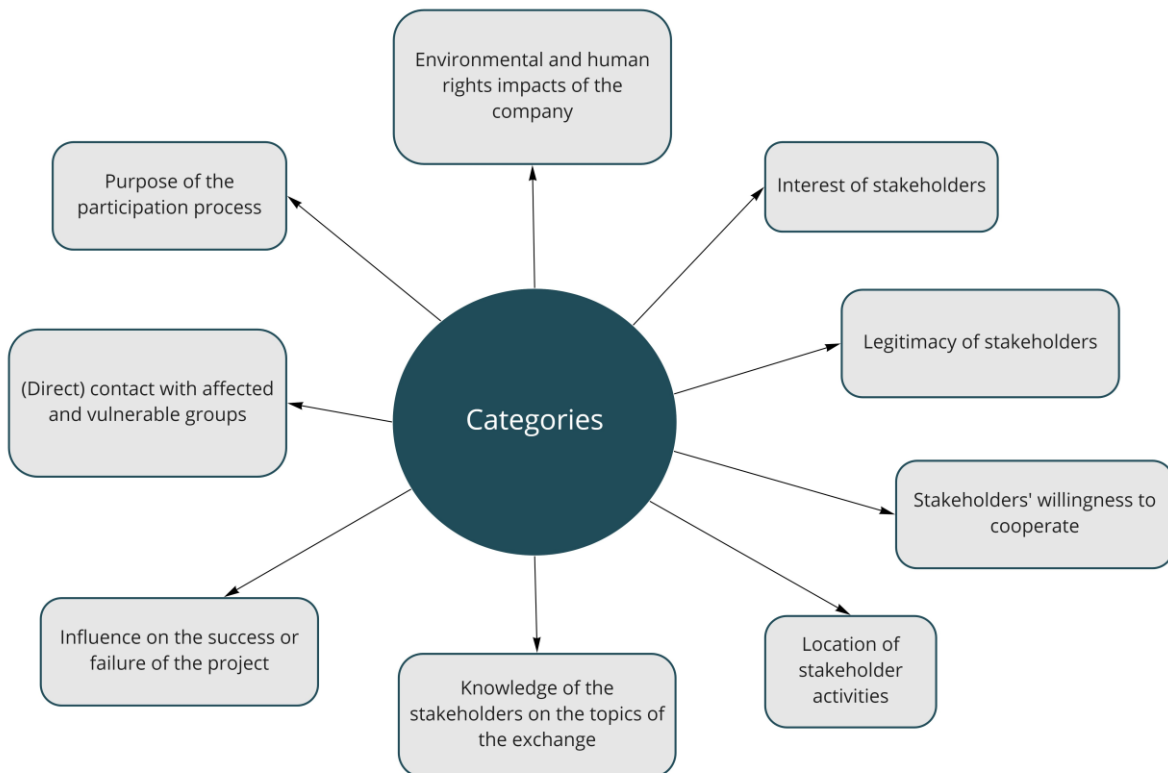 Environmental and human
rights impacts of the
company
Purpose of the
participation process
Interest of stakeholders
Legitimacy of stakeholders
(Direct) contact with affected
and vulnerable groups
Categories
Stakeholders' willingness to
cooperate
Influence on the success or
failure of the project
Knowledge of the
stakeholders on the topics of
the exchange
Location of
stakeholder
activities